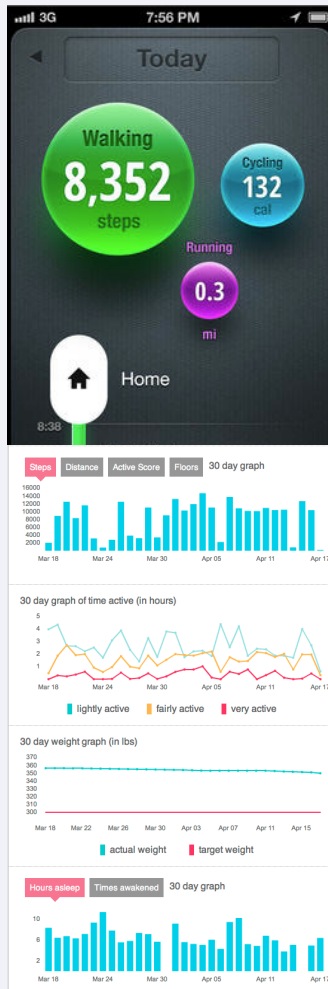 3G 7:56 PM
Today
Walking
8,352
steps
Cycling
132
cal
Running
0.3
mi
Home
8:38
Steps Distance Active Score Floors 30 day graph
16000
14000
12000
10000
8000
6000
4000
2000
Mar 18 Mar 24 Mar 30 Apr 05 Apr 11 Apr 17
30 day graph of time active (in hours)
5
4
3
2
1
Mar 18 Mar 24 Mar 30 Apr 05 Apr 11 Apr 17
lightly active fairly active very active
30 day weight graph (in lbs)
370
360
350
340
330
320
310
300
Mar 18 Mar 22 Mar 26 Mar 30 Apr 03 Apr 07 Apr 11 Apr 15
actual weight target weight
Hours asleep Times awakened 30 day graph
10
6
2
Mar 18 Mar 24 Mar 30 Apr 05 Apr 11 Apr 17